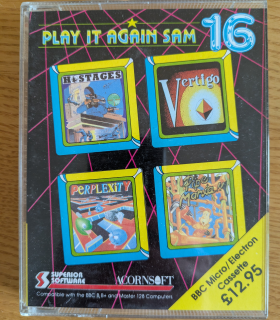 PLAY IT AGAIN SAM 16
HOSTAGES
Vertigo
PERPLEXITY
SUPERIOR
SOFTWARE
ACORNSOFT
BBC Micro/Electron
Cassette
£12.95
Compatible with the BBC B,B+ and Master 128 Computers